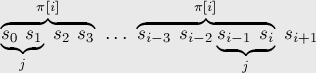 π[i] π[i]
s₀ s₁ s₂ s₃ … sᵢ₋₃ sᵢ₋₂ sᵢ₋₁ sᵢ sᵢ₊₁
j j